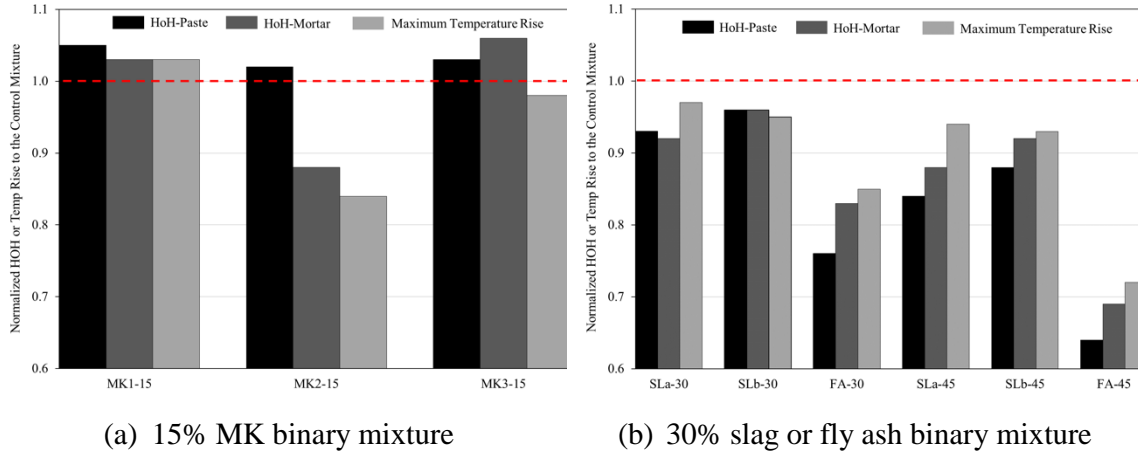 HoH-Paste HoH-Mortar Maximum Temperature Rise
Normalized HOH or Temp Rise to the Control Mixture
1.1
1.0
0.9
0.8
0.7
0.6
MK1-15 MK2-15 MK3-15
(a) 15% MK binary mixture
HoH-Paste HoH-Mortar Maximum Temperature Rise
Normalized HOH or Temp Rise to the Control Mixture
1.1
1.0
0.9
0.8
0.7
0.6
SLa-30 SLb-30 FA-30 SLa-45 SLb-45 FA-45
(b) 30% slag or fly ash binary mixture